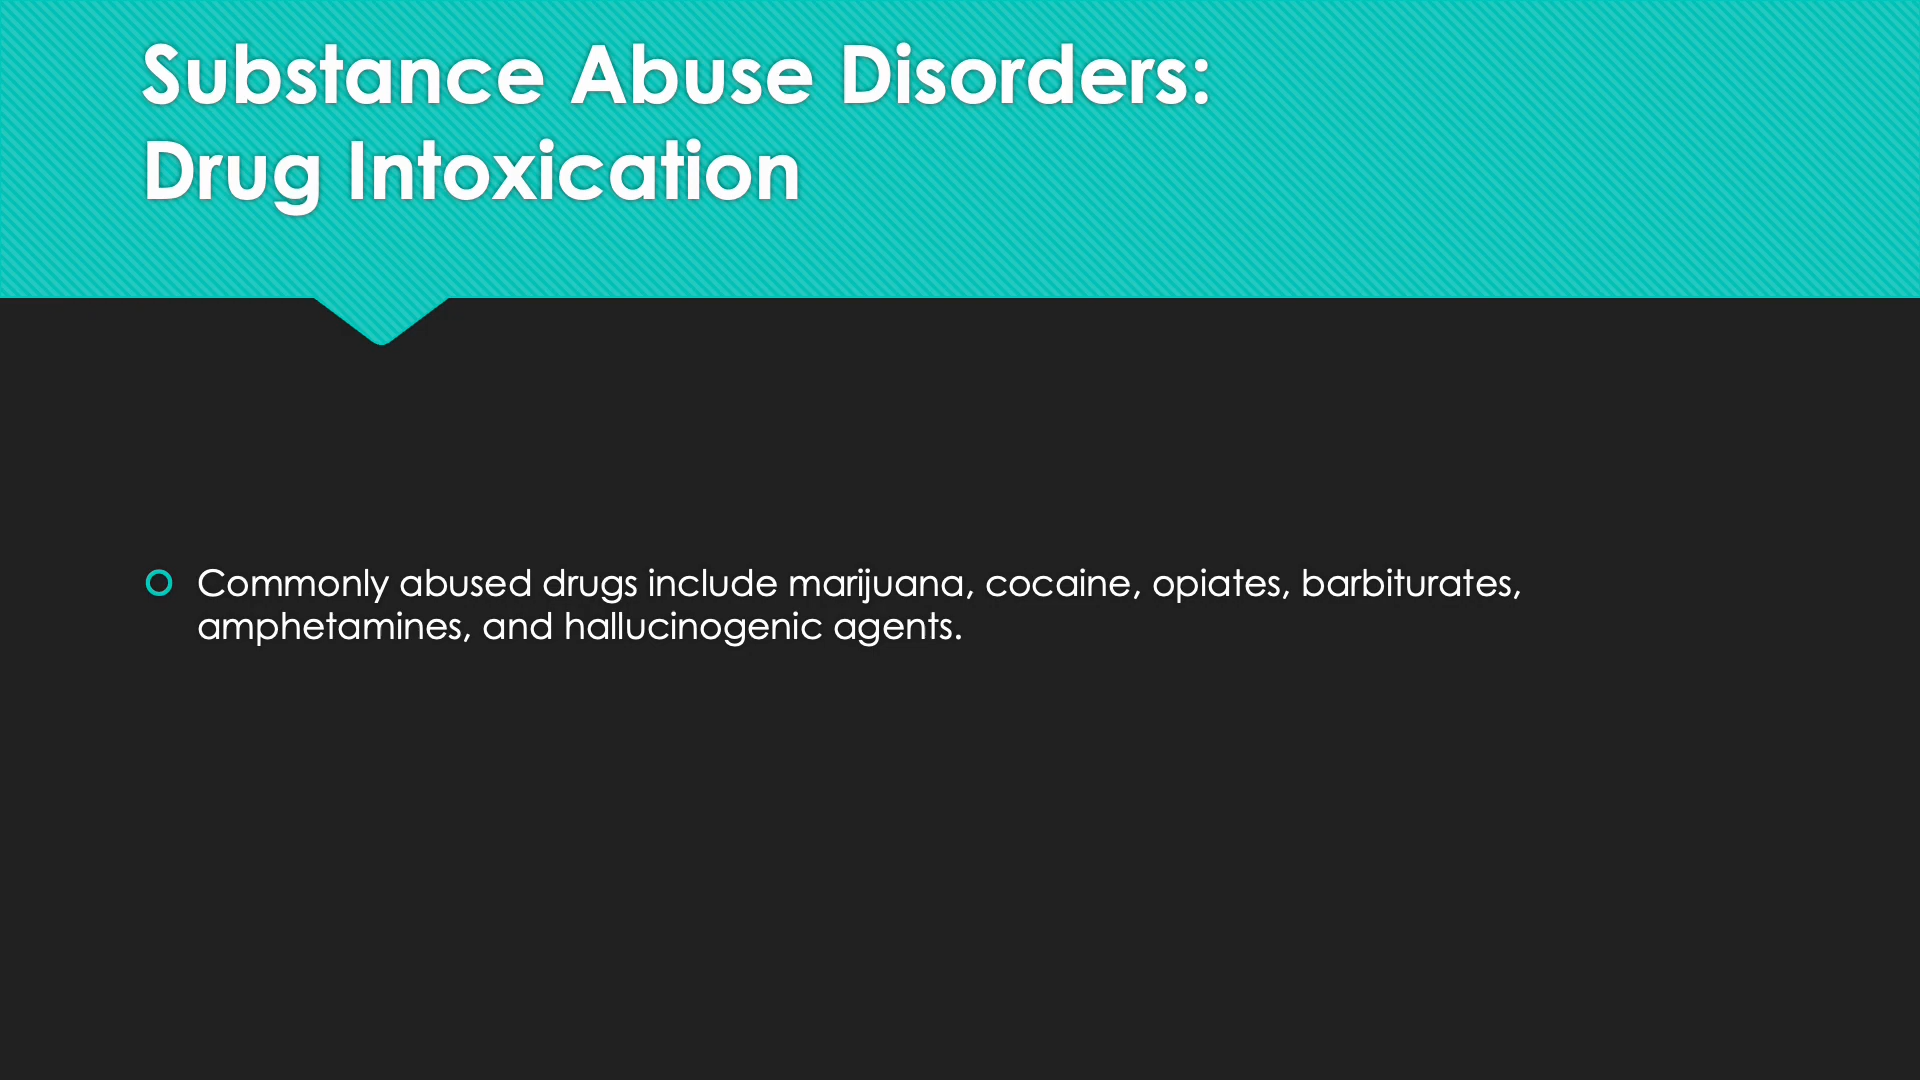 Substance Abuse Disorders:
Drug Intoxication
Commonly abused drugs include marijuana, cocaine, opiates, barbiturates,
amphetamines, and hallucinogenic agents.